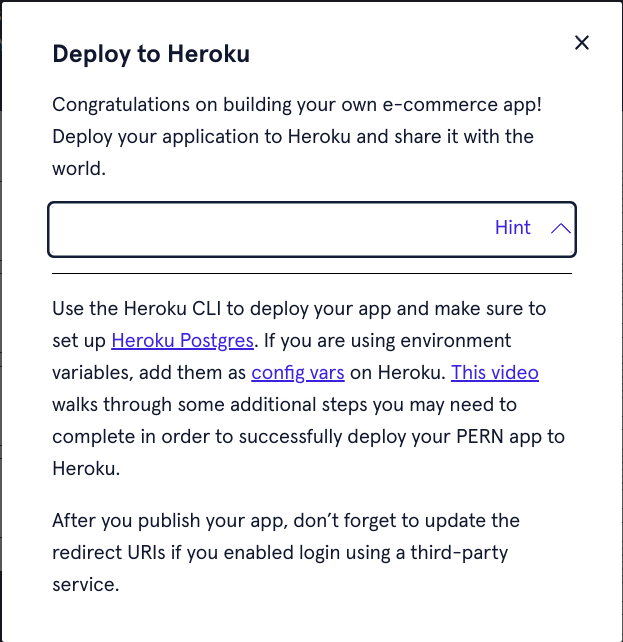 Deploy to Heroku
Congratulations on building your own e-commerce app!
Deploy your application to Heroku and share it with the
world.
Hint
Use the Heroku CLI to deploy your app and make sure to
set up Heroku Postgres. If you are using environment
variables, add them as config vars on Heroku. This video
walks through some additional steps you may need to
complete in order to successfully deploy your PERN app to
Heroku.
After you publish your app, don’t forget to update the
redirect URIs if you enabled login using a third-party
service.